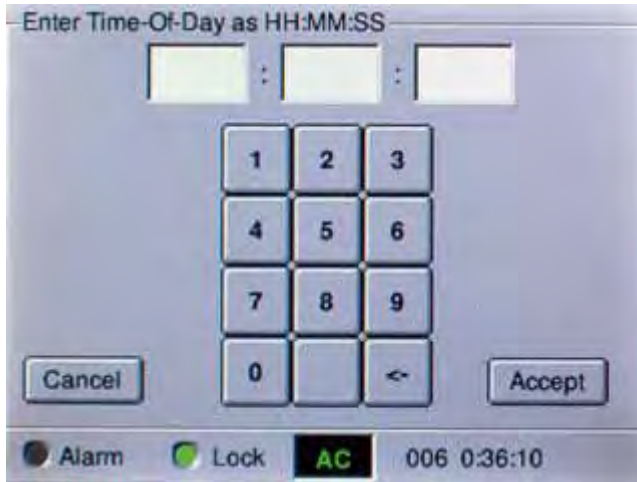 Enter Time-Of-Day as HH:MM:SS
: :
1 2 3
4 5 6
7 8 9
Cancel 0 <- Accept
Alarm Lock AC 006 0:36:10